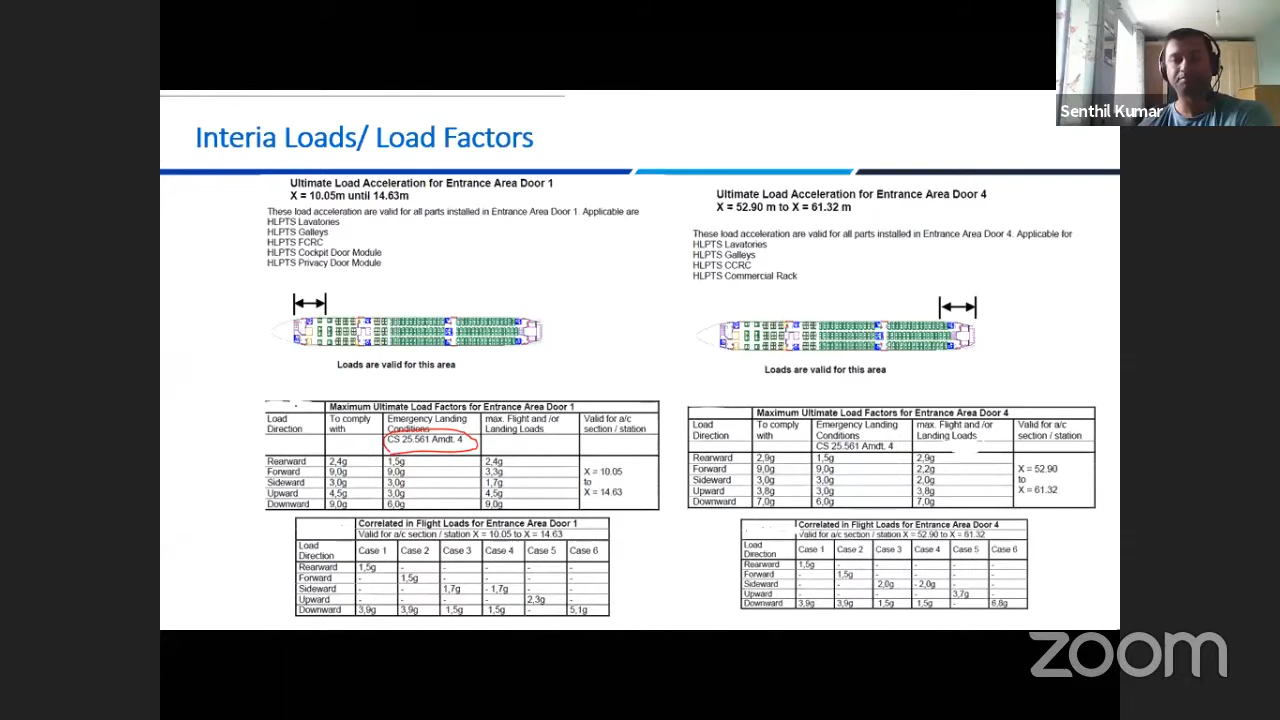 Senthil Kumar
Interia Loads/ Load Factors
Ultimate Load Acceleration for Entrance Area Door 1
X = 10.05m until 14.63m
These load acceleration are valid for all parts installed in Entrance Area Door 1. Applicable are
HLPTS Lavatories
HLPTS Galleys
HLPTS FCRC
HLPTS Cockpit Door Module
HLPTS Privacy Door Module
Loads are valid for this area
Maximum Ultimate Load Factors for Entrance Area Door 1
Load Direction To comply with Emergency Landing Conditions max. Flight and /or Landing Loads Valid for a/c section / station
CS 25.561 Amdt. 4
Rearward 2,4g 1,5g 2,4g
Forward 9,0g 9,0g 3,3g X = 10.05
Sideward 3,0g 3,0g 1,7g to
Upward 4,5g 3,0g 4,5g X = 14.63
Downward 9,0g 6,0g 9,0g
Correlated in Flight Loads for Entrance Area Door 1
Valid for a/c section / station X = 10.05 to X = 14.63
Load Direction Case 1 Case 2 Case 3 Case 4 Case 5 Case 6
Rearward 1,5g - - - - -
Forward - 1,5g - - - -
Sideward - - 1,7g - 1,7g - -
Upward - - - - 2,3g -
Downward 3,9g 3,9g 1,5g 1,5g - 5,1g
Ultimate Load Acceleration for Entrance Area Door 4
X = 52.90 m to X = 61.32 m
These load acceleration are valid for all parts installed in Entrance Area Door 4. Applicable for
HLPTS Lavatories
HLPTS Galleys
HLPTS CCRC
HLPTS Commercial Rack
Loads are valid for this area
Maximum Ultimate Load Factors for Entrance Area Door 4
Load Direction To comply with Emergency Landing Conditions max. Flight and /or Landing Loads Valid for a/c section / station
CS 25.561 Amdt. 4
Rearward 2,9g 1,5g 2,9g
Forward 9,0g 9,0g 2,2g X = 52.90
Sideward 3,0g 3,0g 2,0g to
Upward 3,8g 3,0g 3,8g X = 61.32
Downward 7,0g 6,0g 7,0g
Correlated in Flight Loads for Entrance Area Door 4
Valid for a/c section / station X = 52.90 to X = 61.32
Load Direction Case 1 Case 2 Case 3 Case 4 Case 5 Case 6
Rearward 1,5g - - - - -
Forward - 1,5g - - - -
Sideward - - 2,0g - 2,0g - -
Upward - - - - 3,7g -
Downward 3,9g 3,9g 1,5g 1,5g - 6,8g
zoom